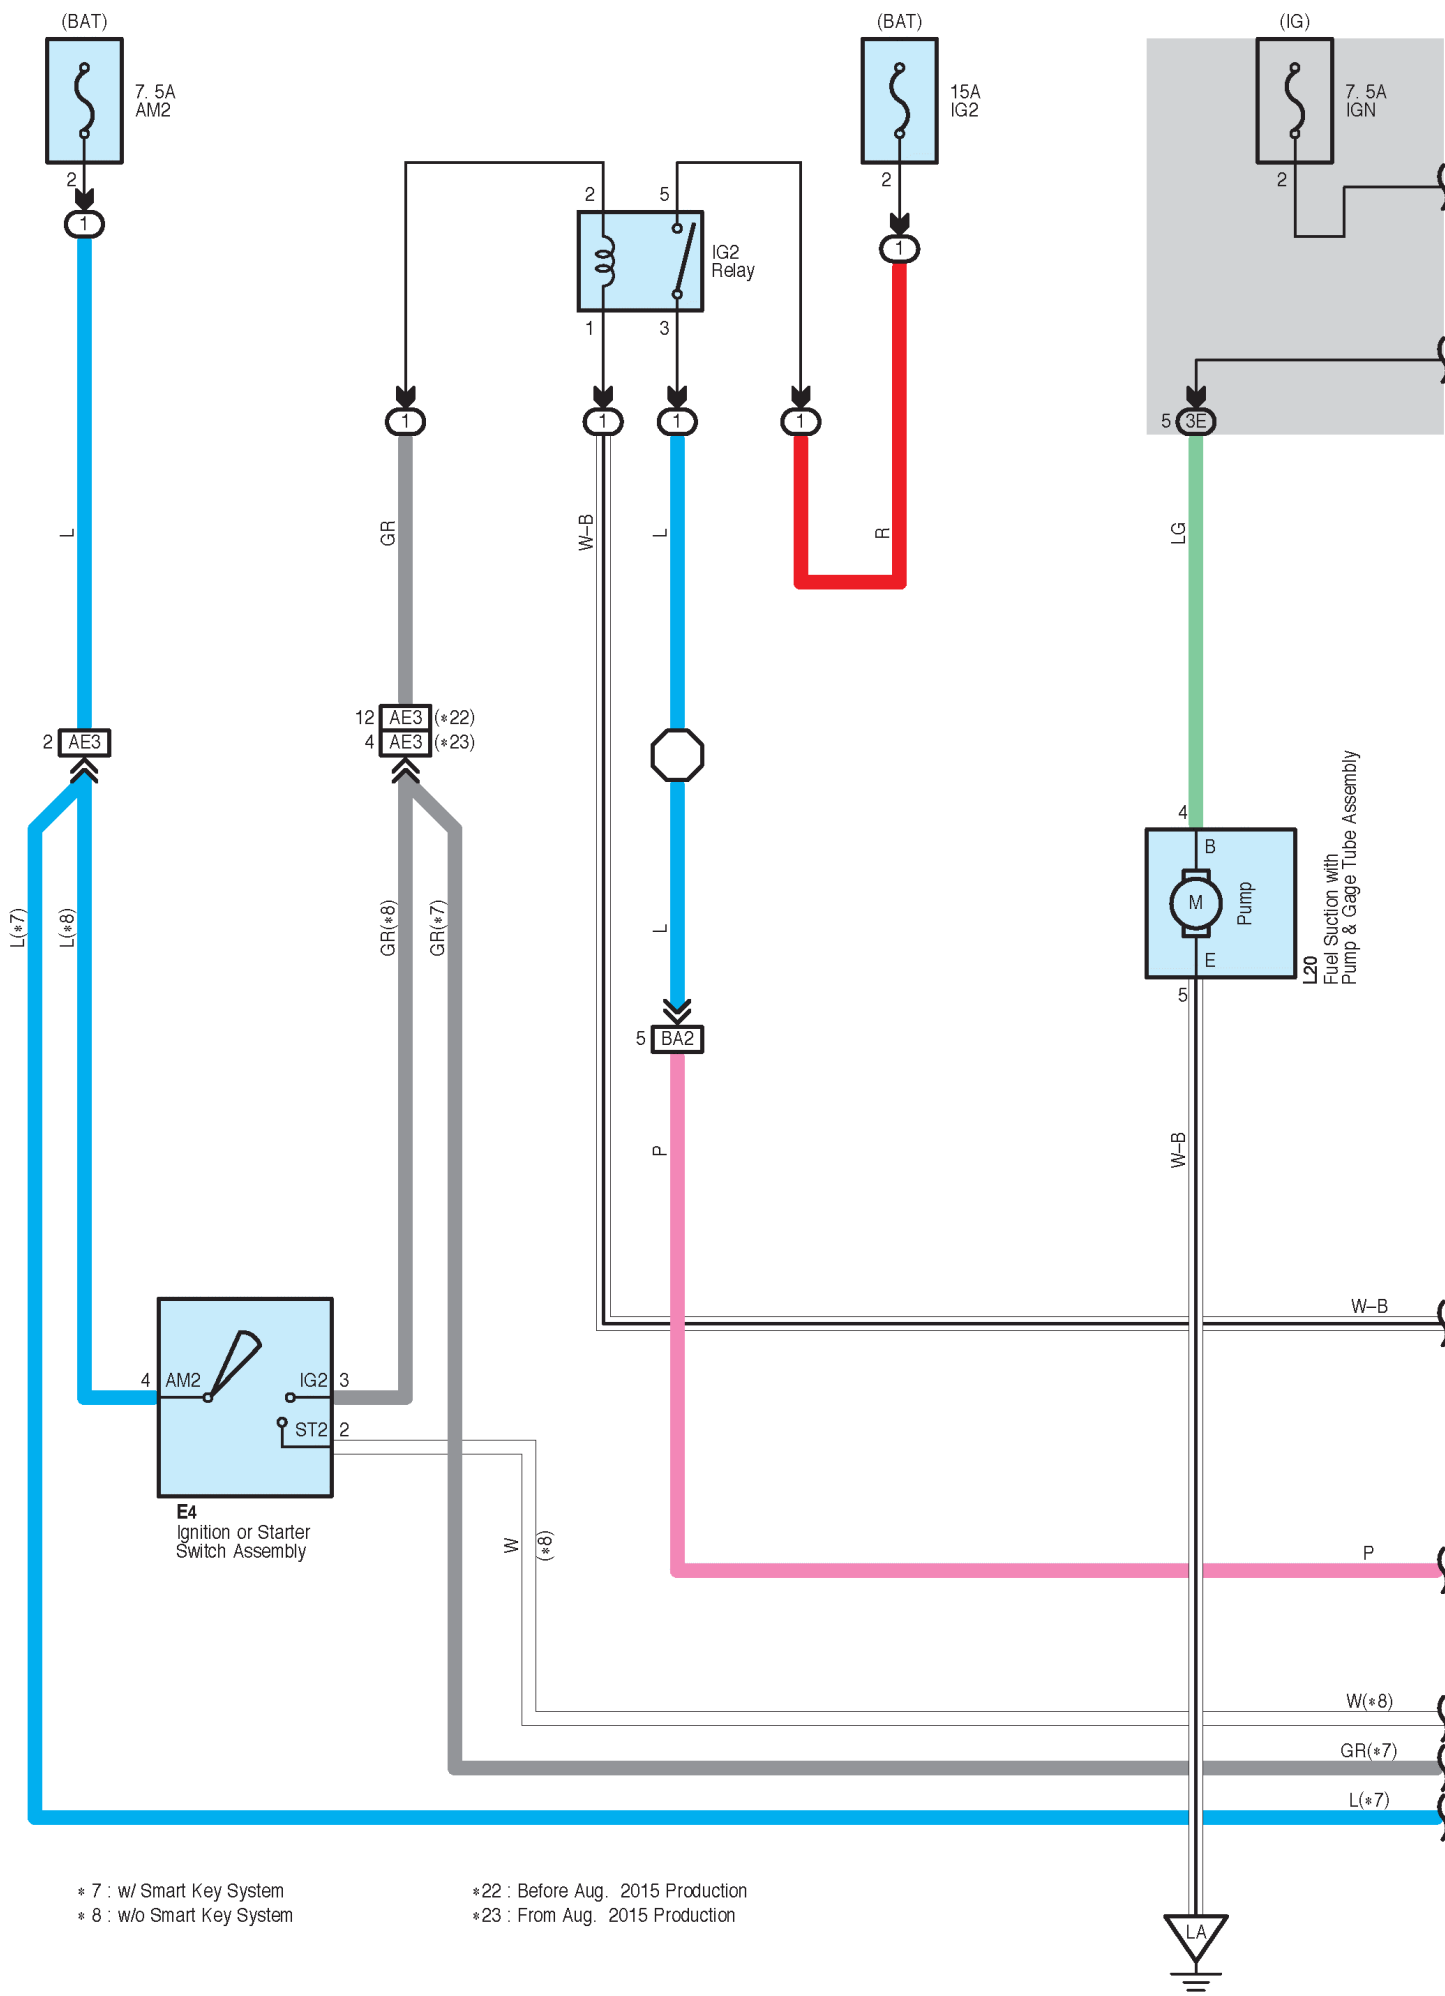 (BAT)
(BAT)
(IG)
7. 5A
AM2
15A
IG2
7. 5A
IGN
2
2
5
2
2
1
1
IG2
Relay
1
3
1
1
1
1
5
3E
L
GR
W–B
L
R
LG
12
AE3
(*22)
2
AE3
4
AE3
(*23)
4
B
M
Pump
E
5
L20
Fuel Suction with
Pump & Gage Tube Assembly
L(*7)
L(*8)
GR(*8)
GR(*7)
L
5
BA2
P
W–B
W–B
4
AM2
IG2
3
ST2
2
E4
Ignition or Starter
Switch Assembly
W
(*8)
P
W(*8)
GR(*7)
L(*7)
* 7 : w/ Smart Key System
* 8 : w/o Smart Key System
*22 : Before Aug. 2015 Production
*23 : From Aug. 2015 Production
LA